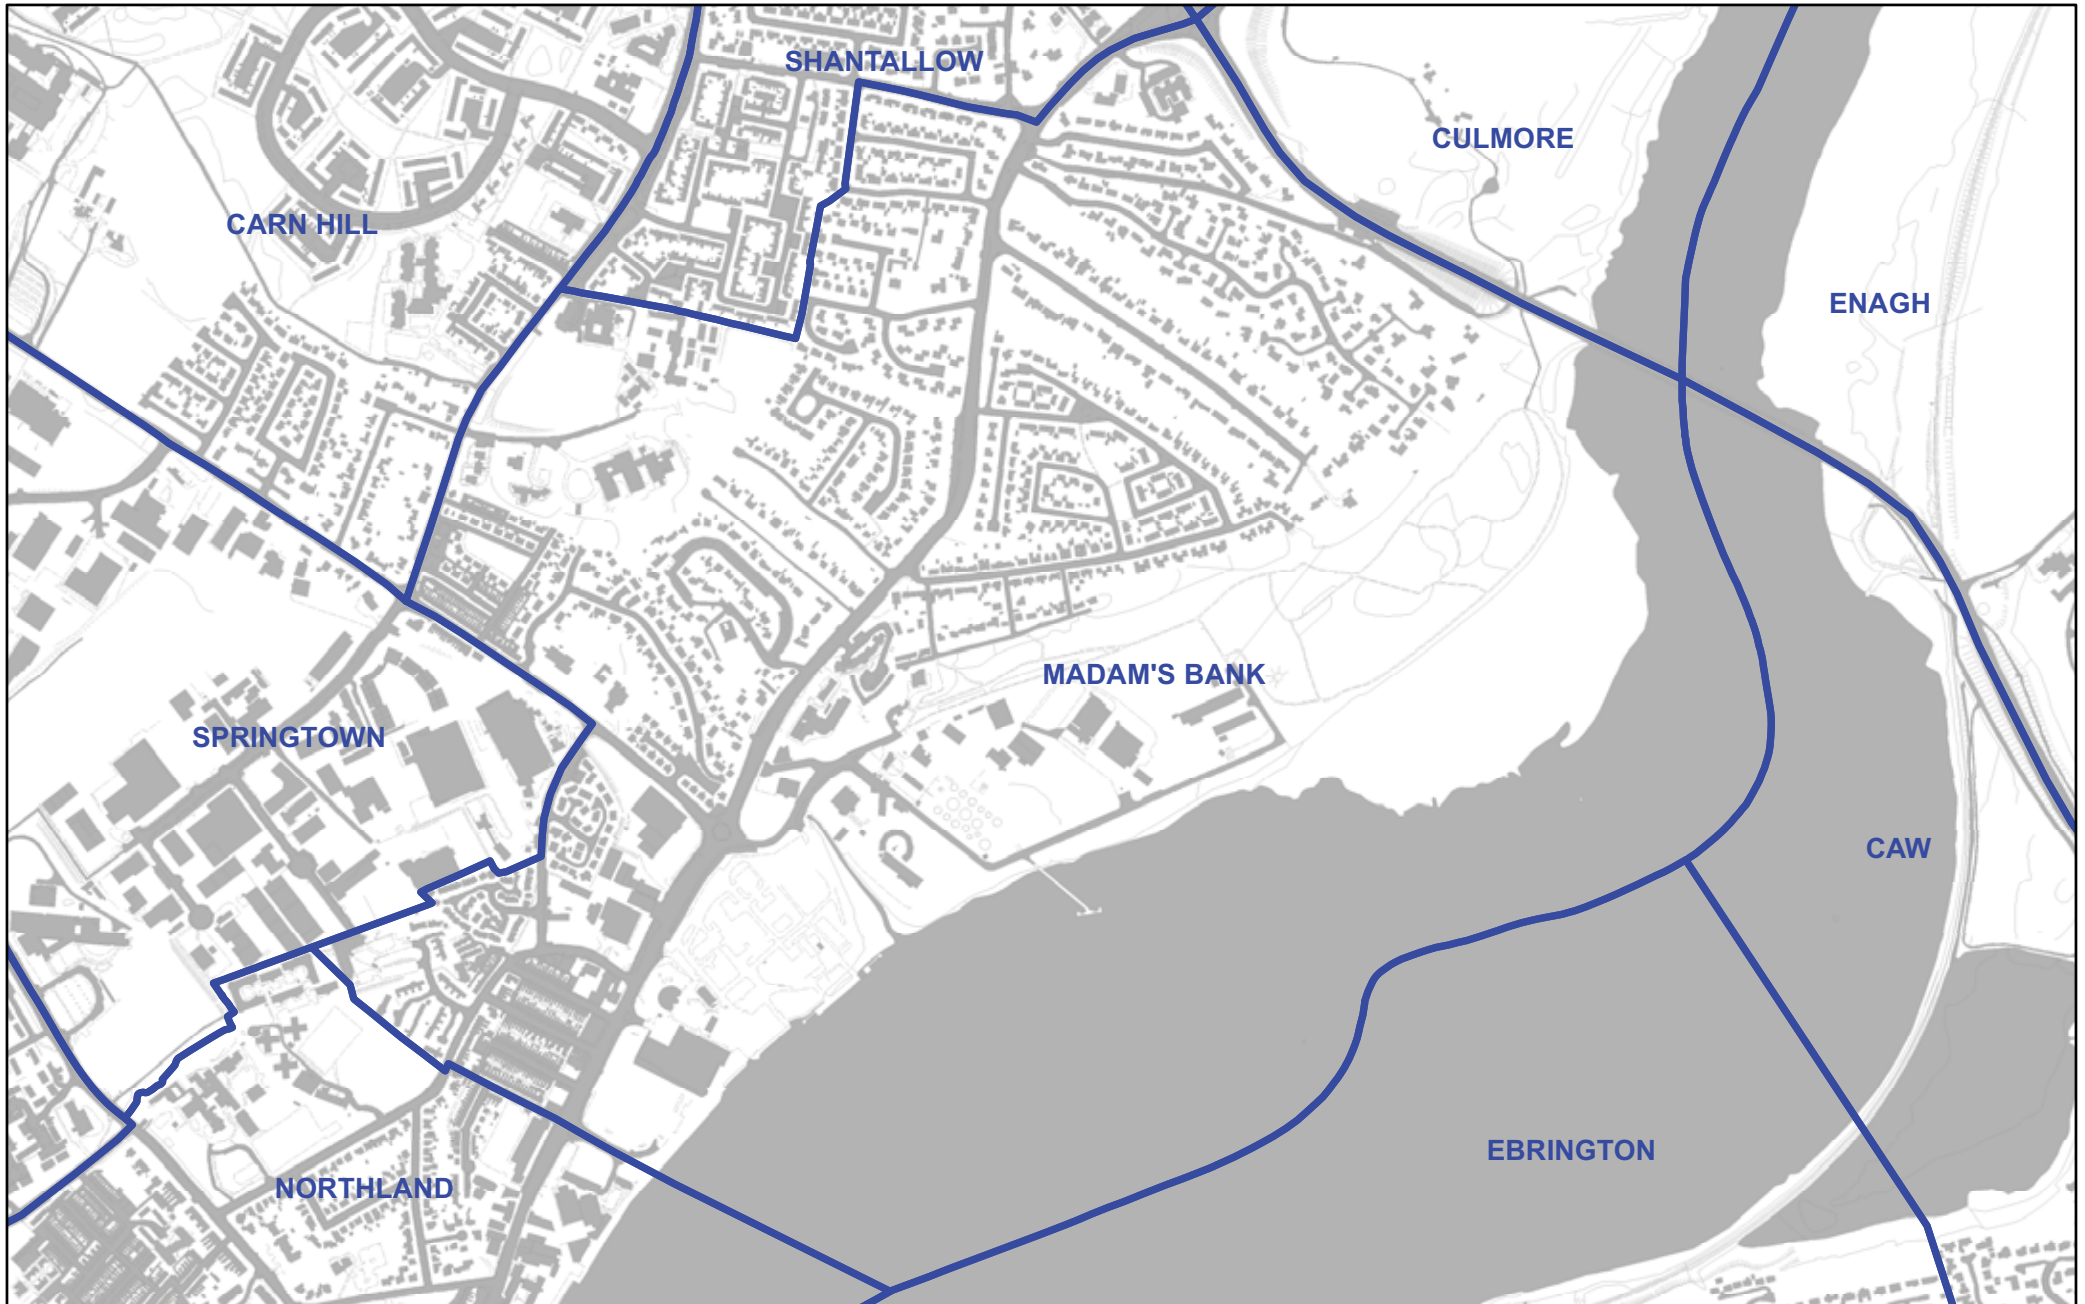 SHANTALLOW
CULMORE
CARN HILL
ENAGH
MADAM'S BANK
SPRINGTOWN
CAW
EBRINGTON
NORTHLAND